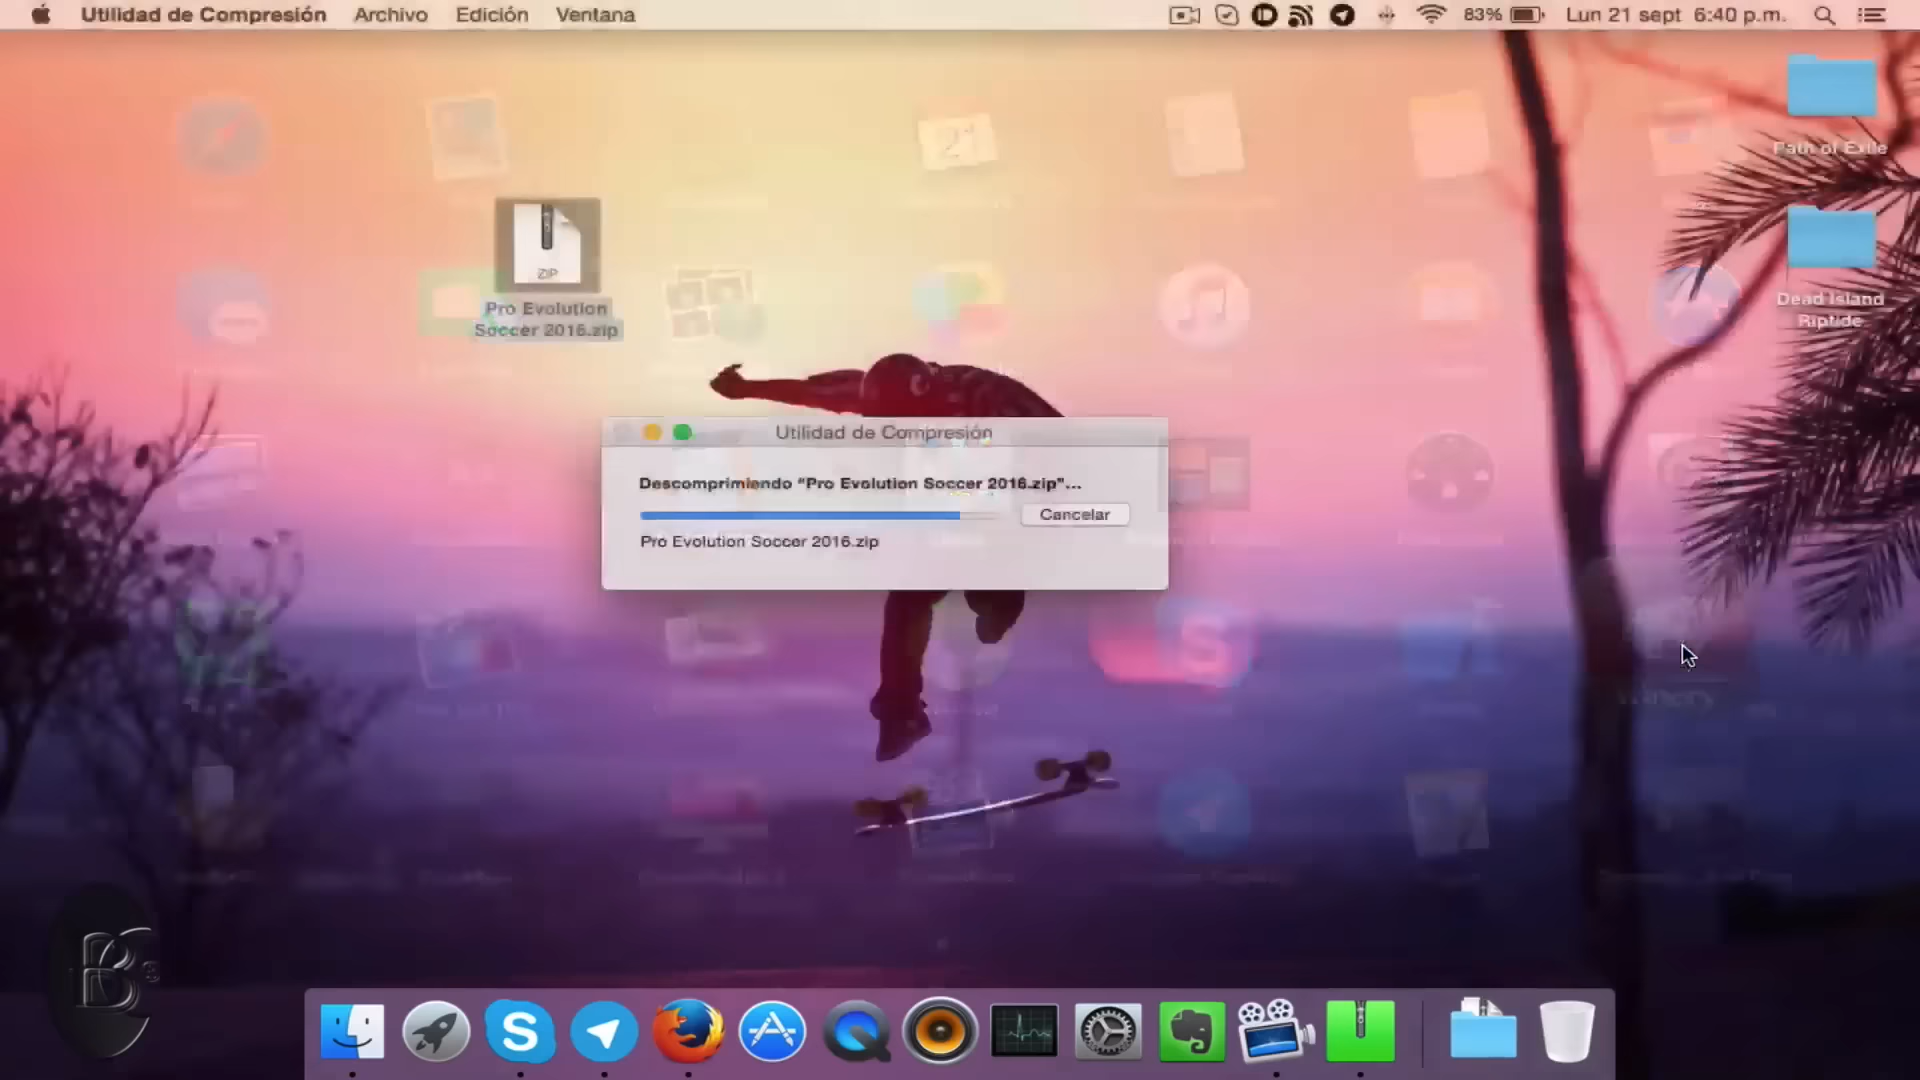 Utilidad de Compresión Archivo Edición Ventana 83% Lun 21 sept 6:40 p.m.
Path of Exile
ZIP
Pro Evolution
Soccer 2016.zip
Dead Island
Riptide
Utilidad de Compresión
Descomprimiendo "Pro Evolution Soccer 2016.zip"...
Cancelar
Pro Evolution Soccer 2016.zip